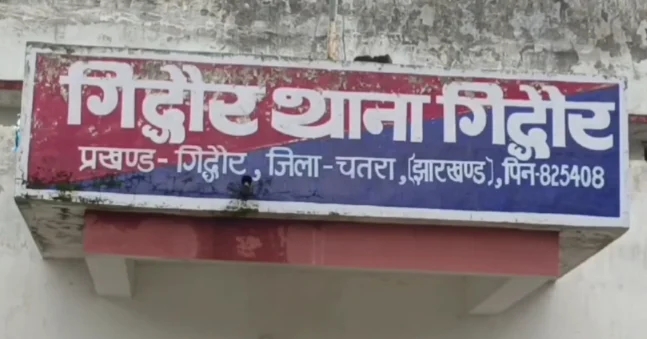 गिद्धौर थाना गिद्धौर
प्रखण्ड-गिद्धौर, जिला-चतरा,(झारखण्ड),पिन-825408